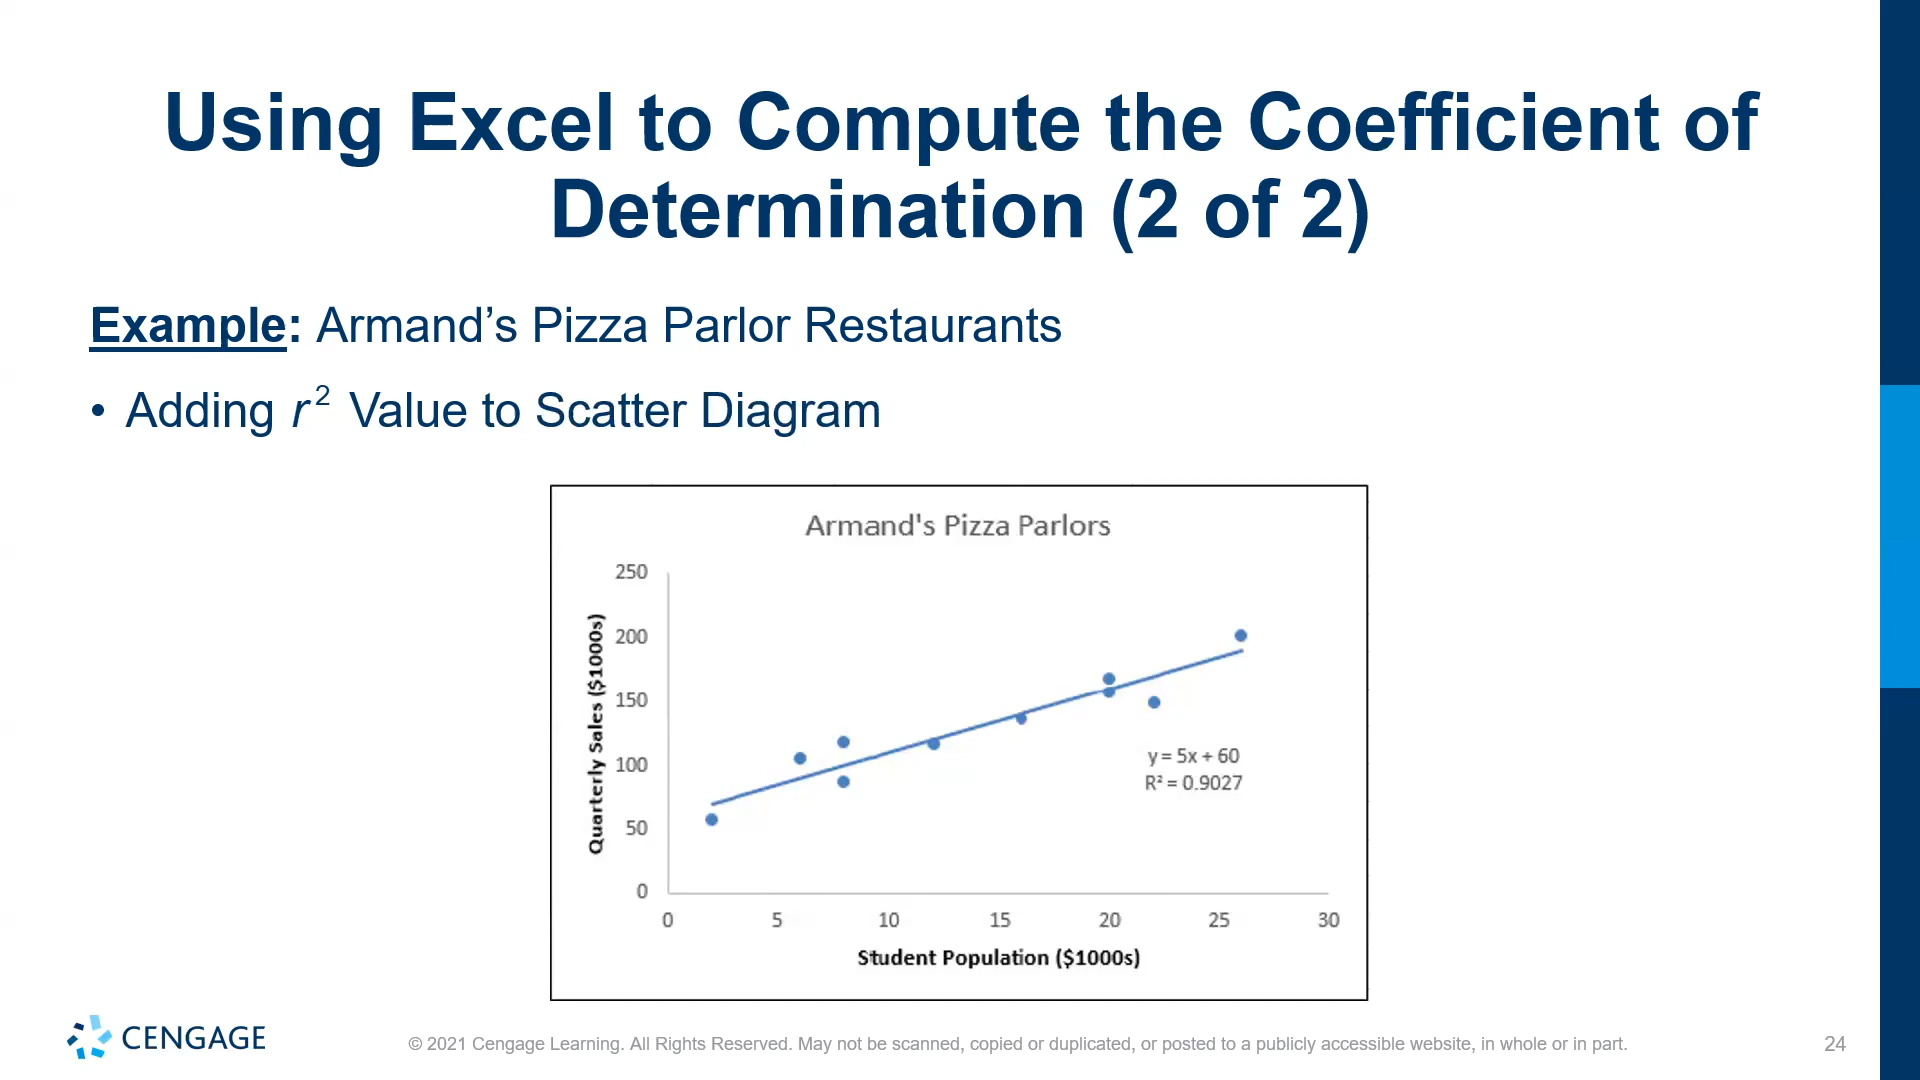 Using Excel to Compute the Coefficient of
Determination (2 of 2)
Example: Armand’s Pizza Parlor Restaurants
• Adding r² Value to Scatter Diagram
Armand's Pizza Parlors
250
200
150
100
50
0
Quarterly Sales ($1000s)
y = 5x + 60
R² = 0.9027
0 5 10 15 20 25 30
Student Population ($1000s)
CENGAGE
© 2021 Cengage Learning. All Rights Reserved. May not be scanned, copied or duplicated, or posted to a publicly accessible website, in whole or in part.
24